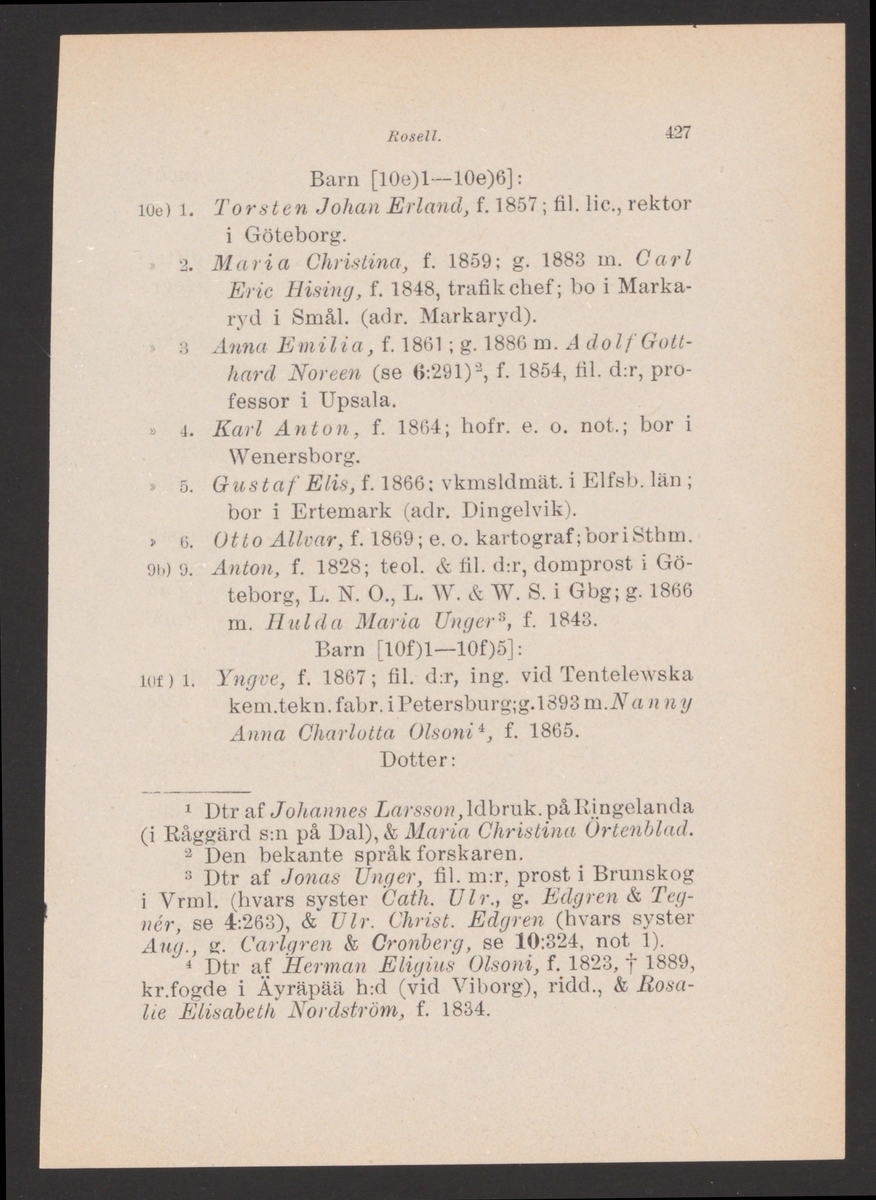 Rosell. 427
Barn [10e)1—10e)6]:
10e) 1. Torsten Johan Erland, f. 1857; fil. lic., rektor
i Göteborg.
» 2. Maria Christina, f. 1859; g. 1883 m. Carl
Eric Hising, f. 1848, trafikchef; bo i Marka-
ryd i Smål. (adr. Markaryd).
» 3 Anna Emilia, f. 1861; g. 1886 m. Adolf Gott-
hard Noreen (se 6:291)², f. 1854, fil. d:r, pro-
fessor i Upsala.
» 4. Karl Anton, f. 1864; hofr. e. o. not.; bor i
Wenersborg.
» 5. Gustaf Elis, f. 1866; vkmsldmät. i Elfsb. län;
bor i Ertemark (adr. Dingelvik).
» 6. Otto Allvar, f. 1869; e. o. kartograf; bor i Sthm.
9b) 9. Anton, f. 1828; teol. & fil. d:r, domprost i Gö-
teborg, L. N. O., L. W. & W. S. i Gbg; g. 1866
m. Hulda Maria Unger³, f. 1843.
Barn [10f)1—10f)5]:
10f) 1. Yngve, f. 1867; fil. d:r, ing. vid Tentelewska
kem.tekn. fabr. i Petersburg; g. 1893 m. Nanny
Anna Charlotta Olsoni⁴, f. 1865.
Dotter:
¹ Dtr af Johannes Larsson, ldbruk. på Ringelanda
(i Råggärd s:n på Dal), & Maria Christina Örtenblad.
² Den bekante språkforskaren.
³ Dtr af Jonas Unger, fil. m:r, prost i Brunskog
i Vrml. (hvars syster Cath. Ulr., g. Edgren & Teg-
nér, se 4:263), & Ulr. Christ. Edgren (hvars syster
Aug., g. Carlgren & Cronberg, se 10:324, not 1).
⁴ Dtr af Herman Eligius Olsoni, f. 1823, † 1889,
kr.fogde i Äyräpää h:d (vid Viborg), ridd., & Rosa-
lie Elisabeth Nordström, f. 1834.